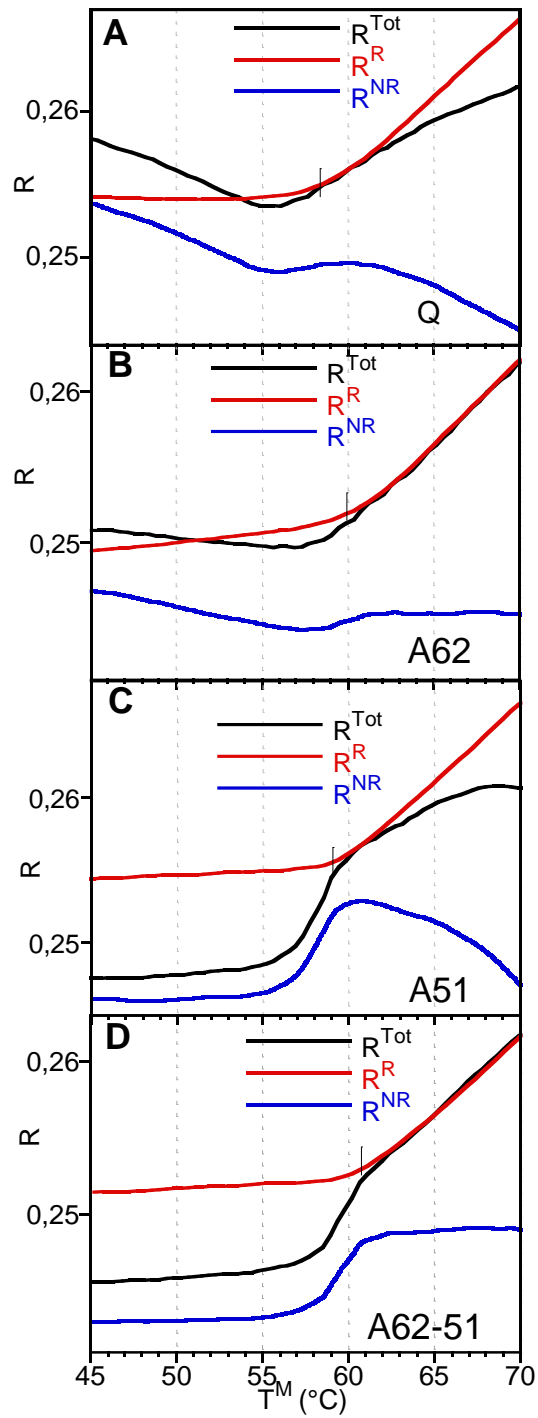 A
R^Tot
R^R
R^NR
0,26
R
0,25
Q
B
R^Tot
R^R
R^NR
0,26
R
0,25
A62
C
R^Tot
R^R
R^NR
0,26
R
0,25
A51
D
R^Tot
R^R
R^NR
0,26
R
0,25
A62-51
45 50 55 60 65 70
T^M (°C)